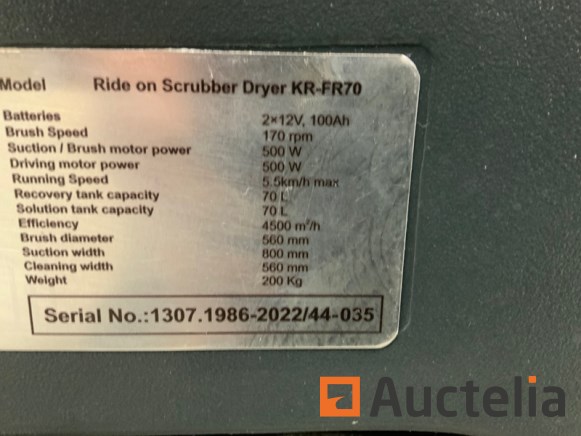 Model Ride on Scrubber Dryer KR-FR70
Batteries 2×12V, 100Ah
Brush Speed 170 rpm
Suction / Brush motor power 500 W
Driving motor power 500 W
Running Speed 5.5km/h max
Recovery tank capacity 70 L
Solution tank capacity 70 L
Efficiency 4500 m²/h
Brush diameter 560 mm
Suction width 800 mm
Cleaning width 560 mm
Weight 200 Kg
Serial No.:1307.1986-2022/44-035
Auctelia